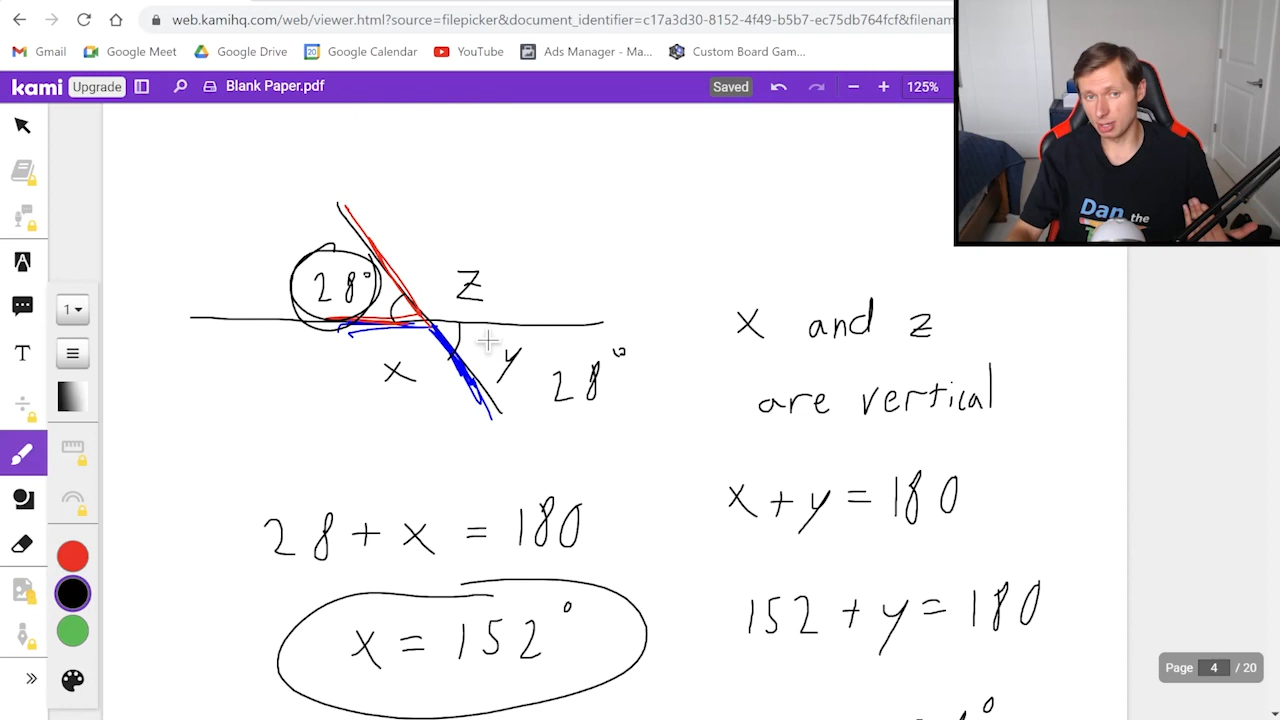 web.kamihq.com/web/viewer.html?source=filepicker&document_identifier=c17a3d30-8152-4f49-b5b7-ec75db764fcf&filenam
Gmail Google Meet Google Drive Google Calendar YouTube Ads Manager - Ma... Custom Board Gam...
kami Upgrade Blank Paper.pdf Saved 125%
Dan the
1
28° z
x y 28°
x and z
are vertical
28 + x = 180
x + y = 180
x = 152°
152 + y = 180
Page 4 / 20